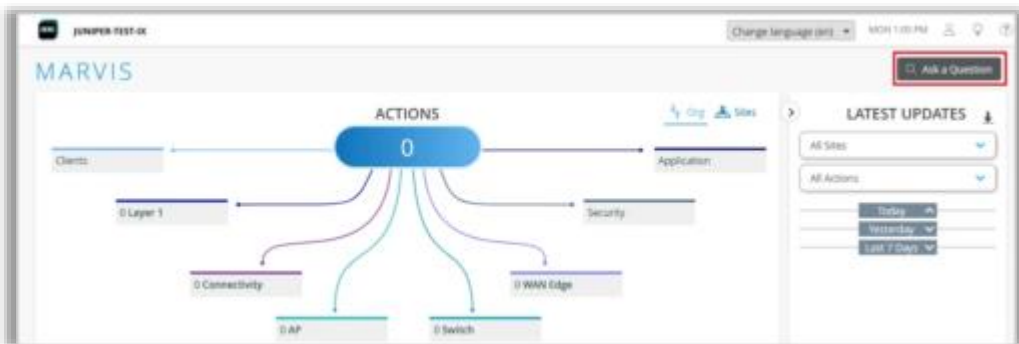 JUNIPER-TEST-IX
Change language (en)
MON 1:00 PM
MARVIS
Ask a Question
ACTIONS
0
Org
Sites
Clients
Application
0 Layer 1
Security
0 Connectivity
0 WAN Edge
0 AP
0 Switch
LATEST UPDATES
All Sites
All Actions
Today
Yesterday
Last 7 Days